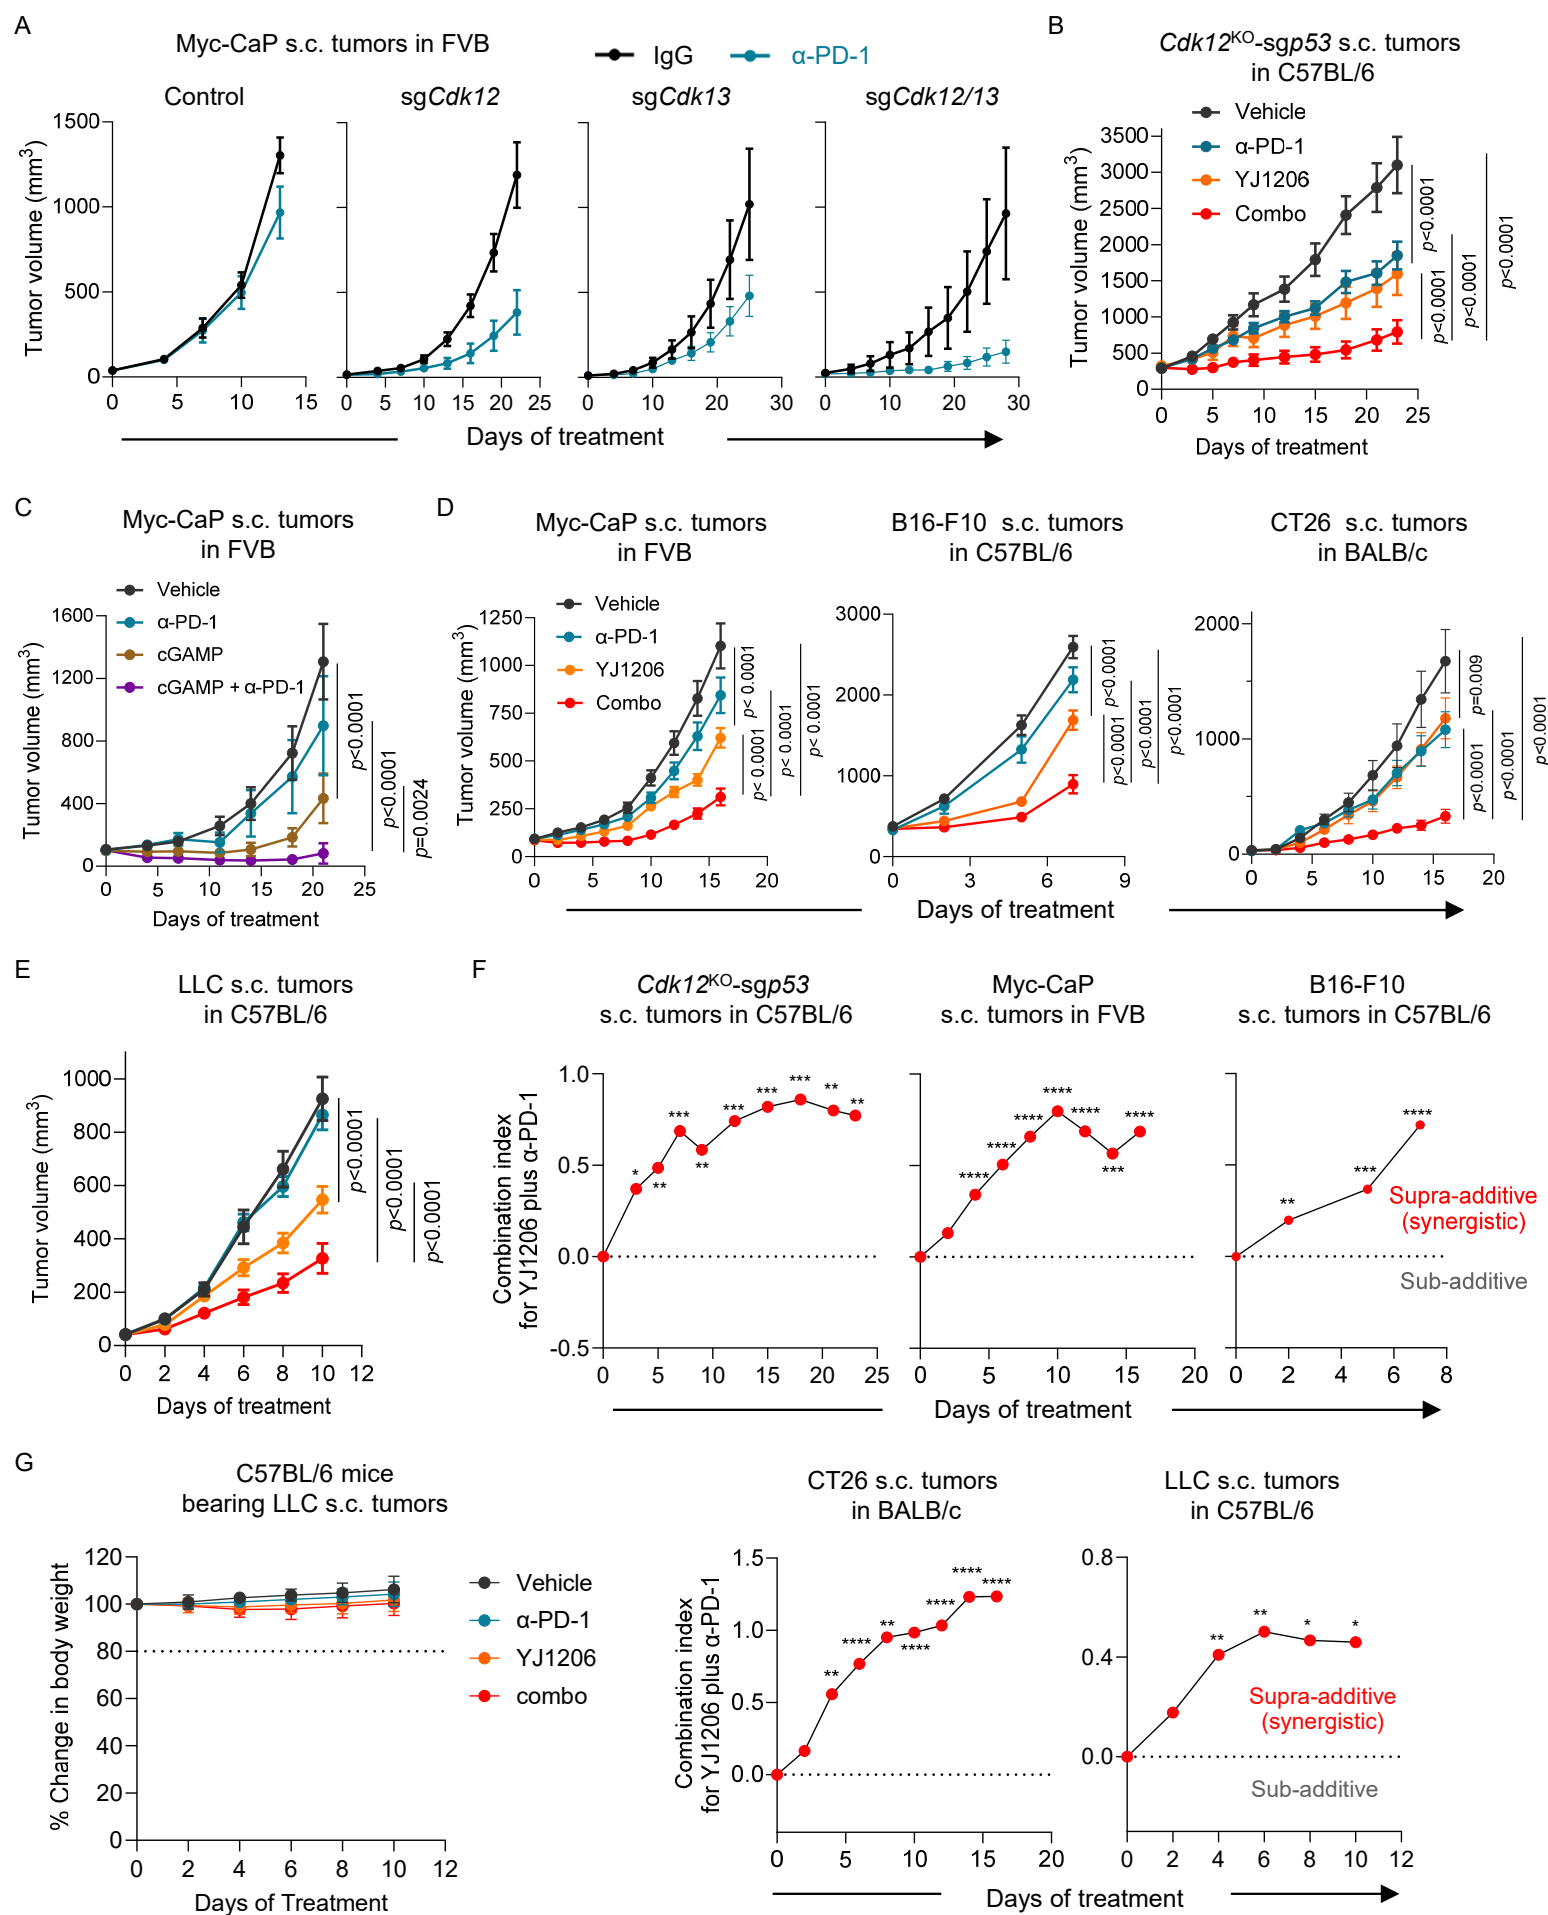 A
Myc-CaP s.c. tumors in FVB
IgG
α-PD-1
Control
sgCdk12
sgCdk13
sgCdk12/13
Tumor volume (mm3)
1500
1000
500
0
0 5 10 15
0 5 10 15 20 25
0 10 20 30
0 10 20 30
Days of treatment
B
Cdk12KO-sgp53 s.c. tumors
in C57BL/6
Vehicle
α-PD-1
YJ1206
Combo
Tumor volume (mm3)
3500
3000
2500
2000
1500
1000
500
0
0 5 10 15 20 25
p<0.0001
p<0.0001
p<0.0001
p<0.0001
Days of treatment
C
Myc-CaP s.c. tumors
in FVB
Vehicle
α-PD-1
cGAMP
cGAMP + α-PD-1
Tumor volume (mm3)
1600
1200
800
400
0
0 5 10 15 20 25
p<0.0001
p<0.0001
p=0.0024
Days of treatment
D
Myc-CaP s.c. tumors
in FVB
Vehicle
α-PD-1
YJ1206
Combo
Tumor volume (mm3)
1250
1000
750
500
250
0
0 5 10 15 20
p< 0.0001
p< 0.0001
p< 0.0001
p< 0.0001
B16-F10 s.c. tumors
in C57BL/6
3000
2000
1000
0
0 3 6 9
p<0.0001
p<0.0001
p<0.0001
p<0.0001
CT26 s.c. tumors
in BALB/c
2000
1000
0
0 5 10 15 20
p=0.009
p<0.0001
p<0.0001
p<0.0001
Days of treatment
E
LLC s.c. tumors
in C57BL/6
Tumor volume (mm3)
1000
800
600
400
200
0
0 2 4 6 8 10 12
p<0.0001
p<0.0001
p<0.0001
Days of treatment
F
Cdk12KO-sgp53
s.c. tumors in C57BL/6
Combination index
for YJ1206 plus α-PD-1
1.0
0.5
0.0
-0.5
* ** *** ** *** *** *** ** **
0 5 10 15 20 25
Myc-CaP
s.c. tumors in FVB
**** **** **** **** **** *** ****
0 5 10 15 20
B16-F10
s.c. tumors in C57BL/6
** *** ****
Supra-additive
(synergistic)
Sub-additive
0 2 4 6 8
Days of treatment
G
C57BL/6 mice
bearing LLC s.c. tumors
% Change in body weight
120
100
80
60
40
20
0
0 2 4 6 8 10 12
Days of Treatment
Vehicle
α-PD-1
YJ1206
combo
CT26 s.c. tumors
in BALB/c
Combination index
for YJ1206 plus α-PD-1
1.5
1.0
0.5
0.0
** **** ** **** **** **** ****
0 5 10 15 20
LLC s.c. tumors
in C57BL/6
0.8
0.4
0.0
** ** * *
Supra-additive
(synergistic)
Sub-additive
0 2 4 6 8 10 12
Days of treatment